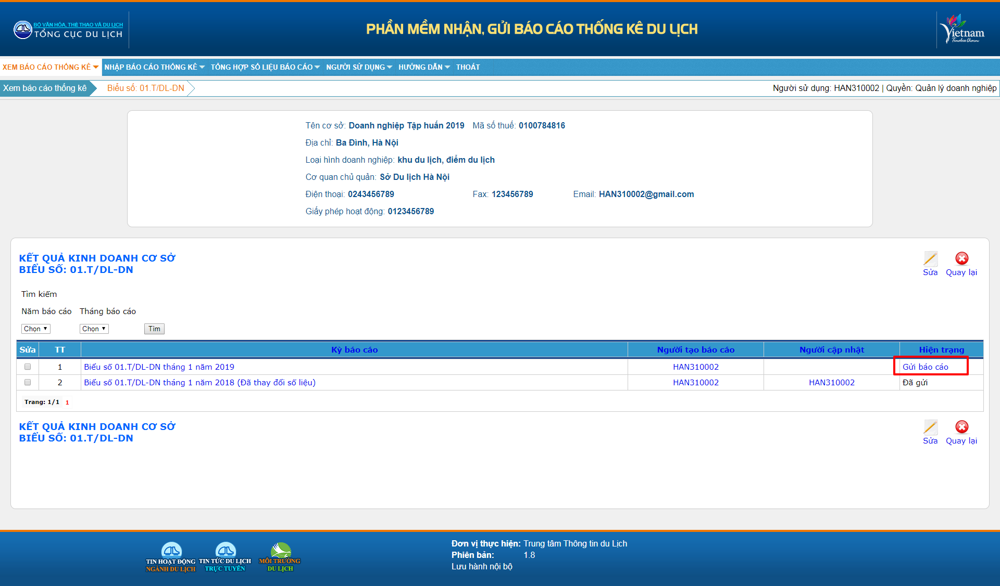 BỘ VĂN HÓA, THỂ THAO VÀ DU LỊCH
TỔNG CỤC DU LỊCH
PHẦN MỀM NHẬN, GỬI BÁO CÁO THỐNG KÊ DU LỊCH
Vietnam
Timeless Charm
XEM BÁO CÁO THỐNG KÊ NHẬP BÁO CÁO THỐNG KÊ TỔNG HỢP SỐ LIỆU BÁO CÁO NGƯỜI SỬ DỤNG HƯỚNG DẪN THOÁT
Xem báo cáo thống kê Biểu số: 01.T/DL-DN Người sử dụng: HAN310002 | Quyền: Quản lý doanh nghiệp
Tên cơ sở: Doanh nghiệp Tập huấn 2019 Mã số thuế: 0100784816
Địa chỉ: Ba Đình, Hà Nội
Loại hình doanh nghiệp: khu du lịch, điểm du lịch
Cơ quan chủ quản: Sở Du lịch Hà Nội
Điện thoại: 0243456789 Fax: 123456789 Email: HAN310002@gmail.com
Giấy phép hoạt động: 0123456789
KẾT QUẢ KINH DOANH CƠ SỞ
BIỂU SỐ: 01.T/DL-DN
Sửa Quay lại
Tìm kiếm
Năm báo cáo Tháng báo cáo
Chọn Chọn Tìm
Sửa TT Kỳ báo cáo Người tạo báo cáo Người cập nhật Hiện trạng
1 Biểu số 01.T/DL-DN tháng 1 năm 2019 HAN310002 Gửi báo cáo
2 Biểu số 01.T/DL-DN tháng 1 năm 2018 (Đã thay đổi số liệu) HAN310002 HAN310002 Đã gửi
Trang: 1/1 1
KẾT QUẢ KINH DOANH CƠ SỞ
BIỂU SỐ: 01.T/DL-DN
Sửa Quay lại
TIN HOẠT ĐỘNG
NGÀNH DU LỊCH
TIN TỨC DU LỊCH
TRỰC TUYẾN
MÔI TRƯỜNG
DU LỊCH
Đơn vị thực hiện: Trung tâm Thông tin du Lịch
Phiên bản: 1.8
Lưu hành nội bộ